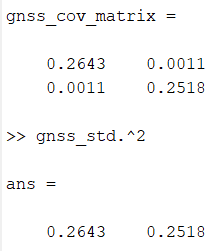 gnss_cov_matrix =
0.2643 0.0011
0.0011 0.2518
>> gnss_std.^2
ans =
0.2643 0.2518